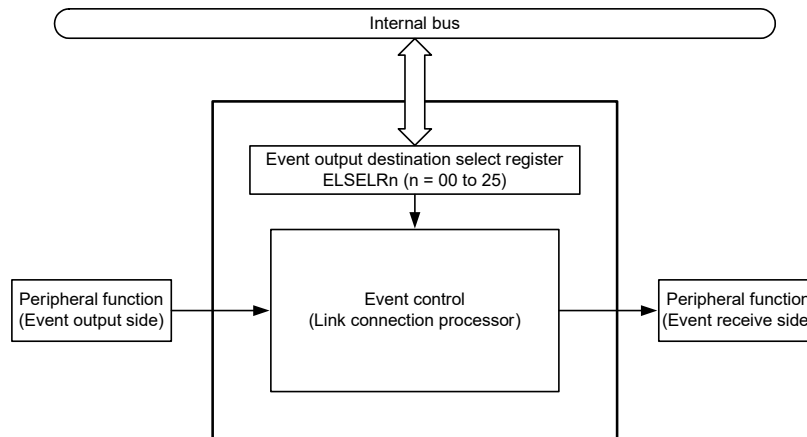 Internal bus
Event output destination select register
ELSELRn (n = 00 to 25)
Peripheral function
(Event output side)
Event control
(Link connection processor)
Peripheral function
(Event receive side